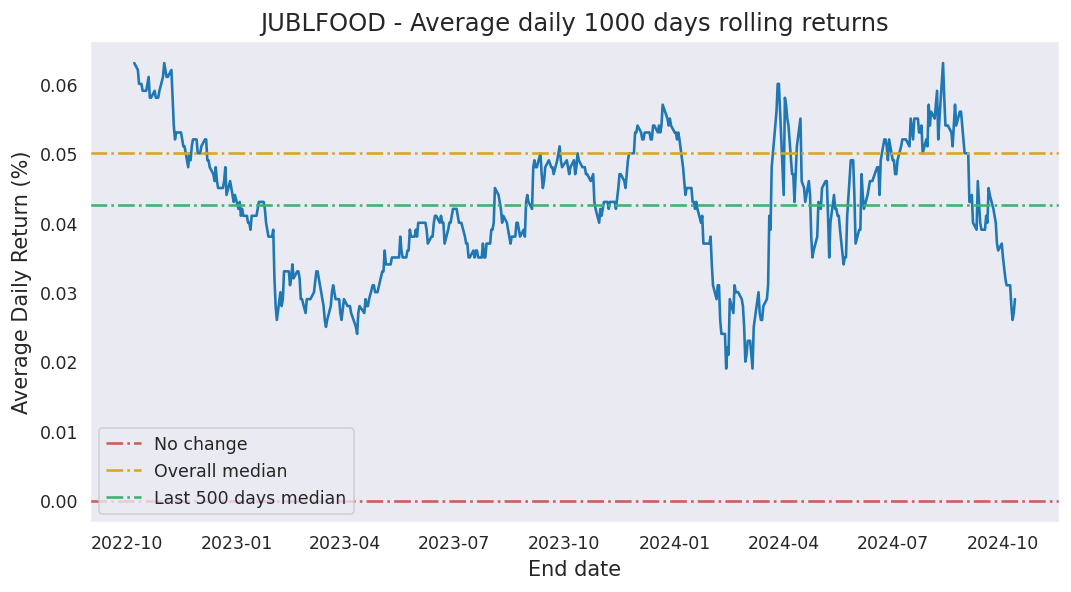 JUBLFOOD - Average daily 1000 days rolling returns
Average Daily Return (%)
0.06
0.05
0.04
0.03
0.02
0.01
0.00
No change
Overall median
Last 500 days median
2022-10 2023-01 2023-04 2023-07 2023-10 2024-01 2024-04 2024-07 2024-10
End date